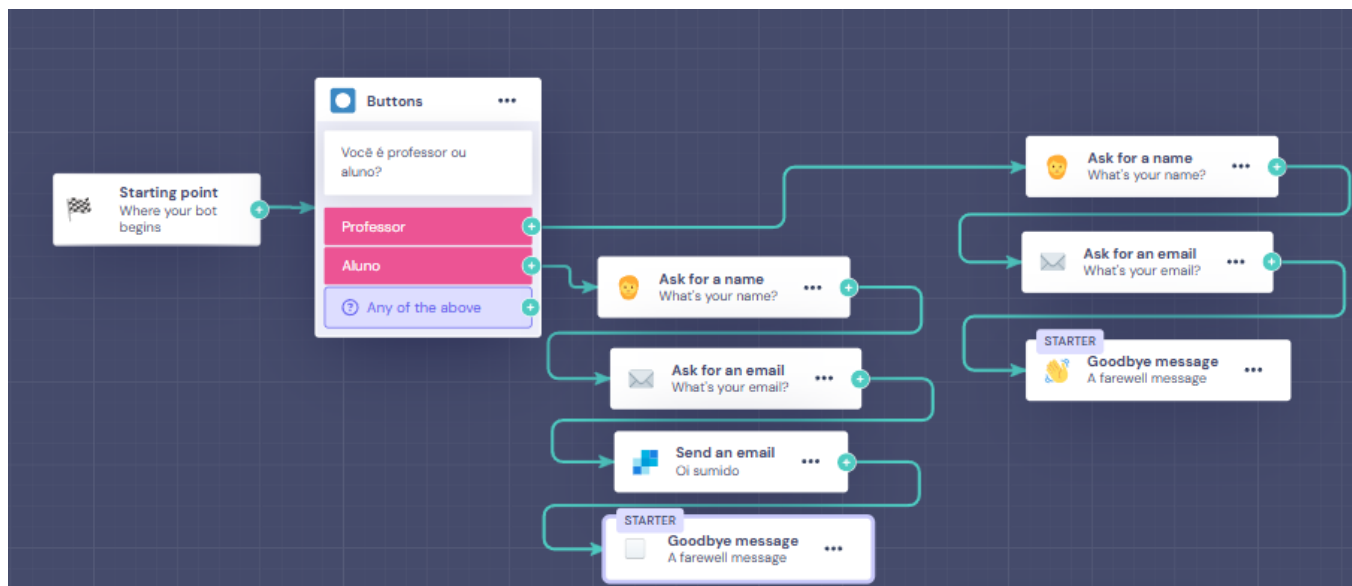 Starting point
Where your bot
begins
Buttons
Você é professor ou
aluno?
Professor
Aluno
Any of the above
Ask for a name
What's your name?
Ask for an email
What's your email?
Send an email
Oi sumido
STARTER
Goodbye message
A farewell message
Ask for a name
What's your name?
Ask for an email
What's your email?
STARTER
Goodbye message
A farewell message